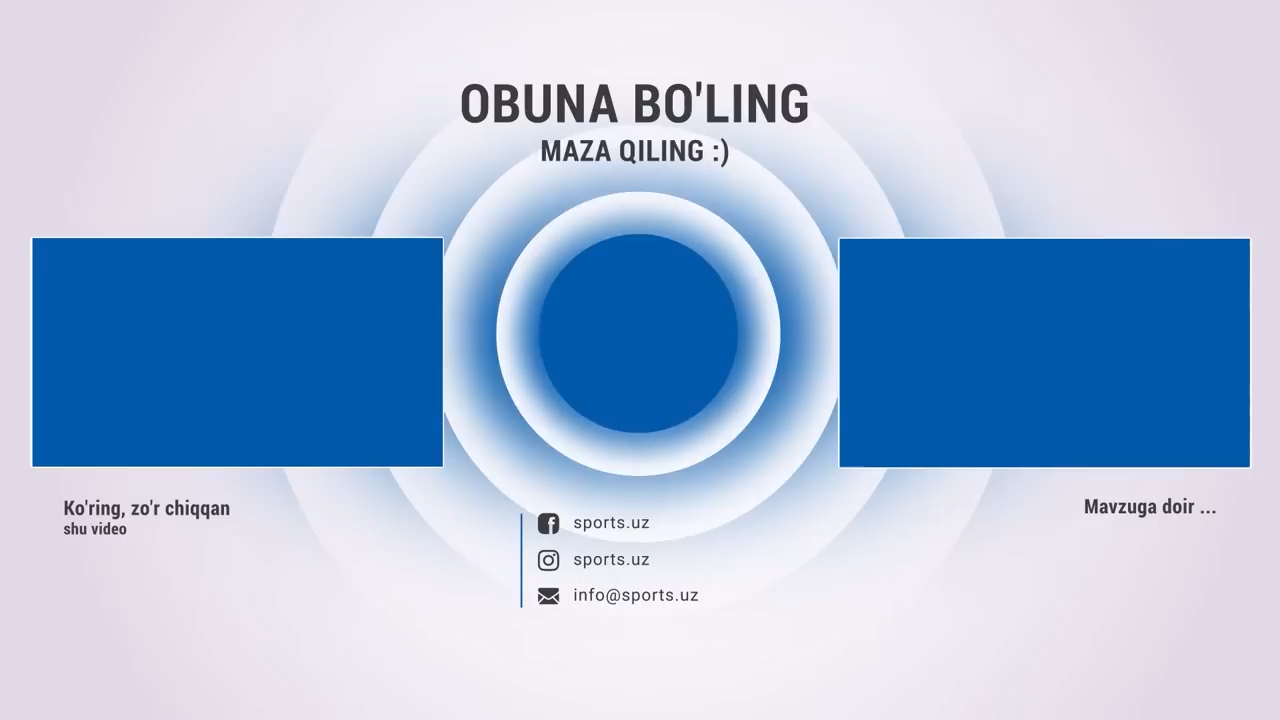 OBUNA BO'LING
MAZA QILING :)
Ko'ring, zo'r chiqqan
shu video
Mavzuga doir ...
sports.uz
sports.uz
info@sports.uz